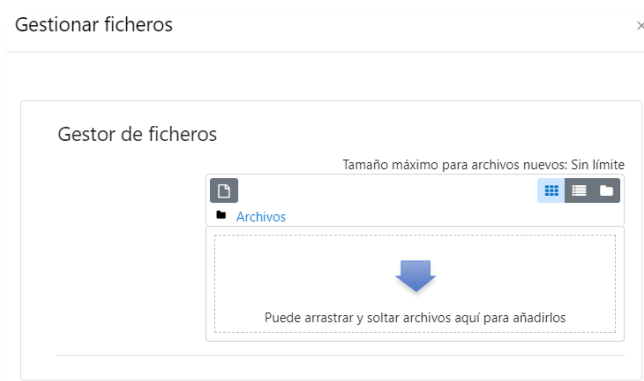 Gestionar ficheros
Gestor de ficheros
Tamaño máximo para archivos nuevos: Sin límite
Archivos
Puede arrastrar y soltar archivos aquí para añadirlos